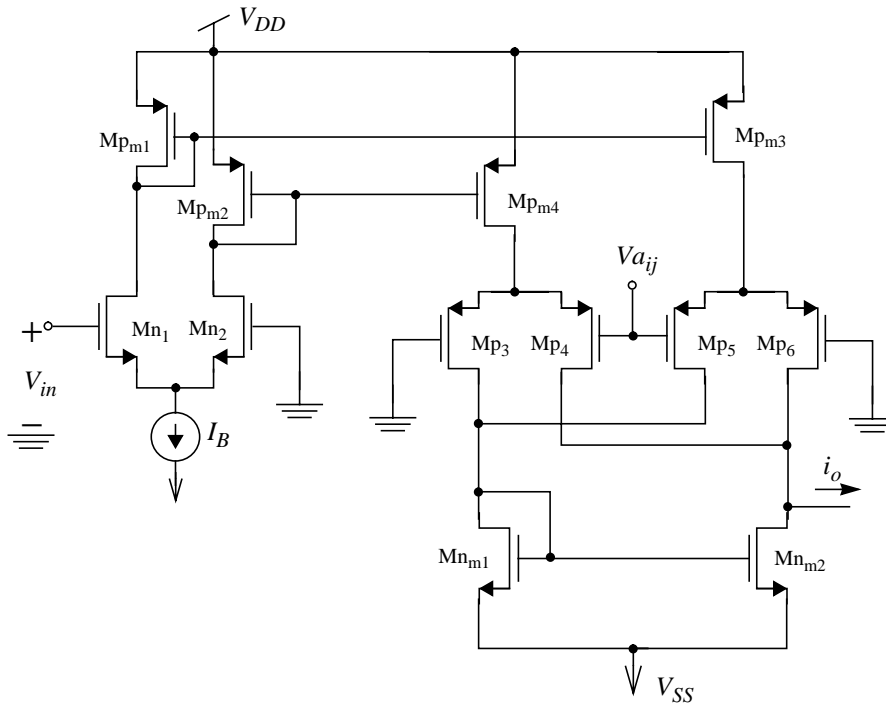 V_DD
Mp_m1
Mp_m3
Mp_m2
Mp_m4
Va_ij
+
Mn_1
Mn_2
Mp_3
Mp_4
Mp_5
Mp_6
V_in
−
I_B
i_o
Mn_m1
Mn_m2
V_SS